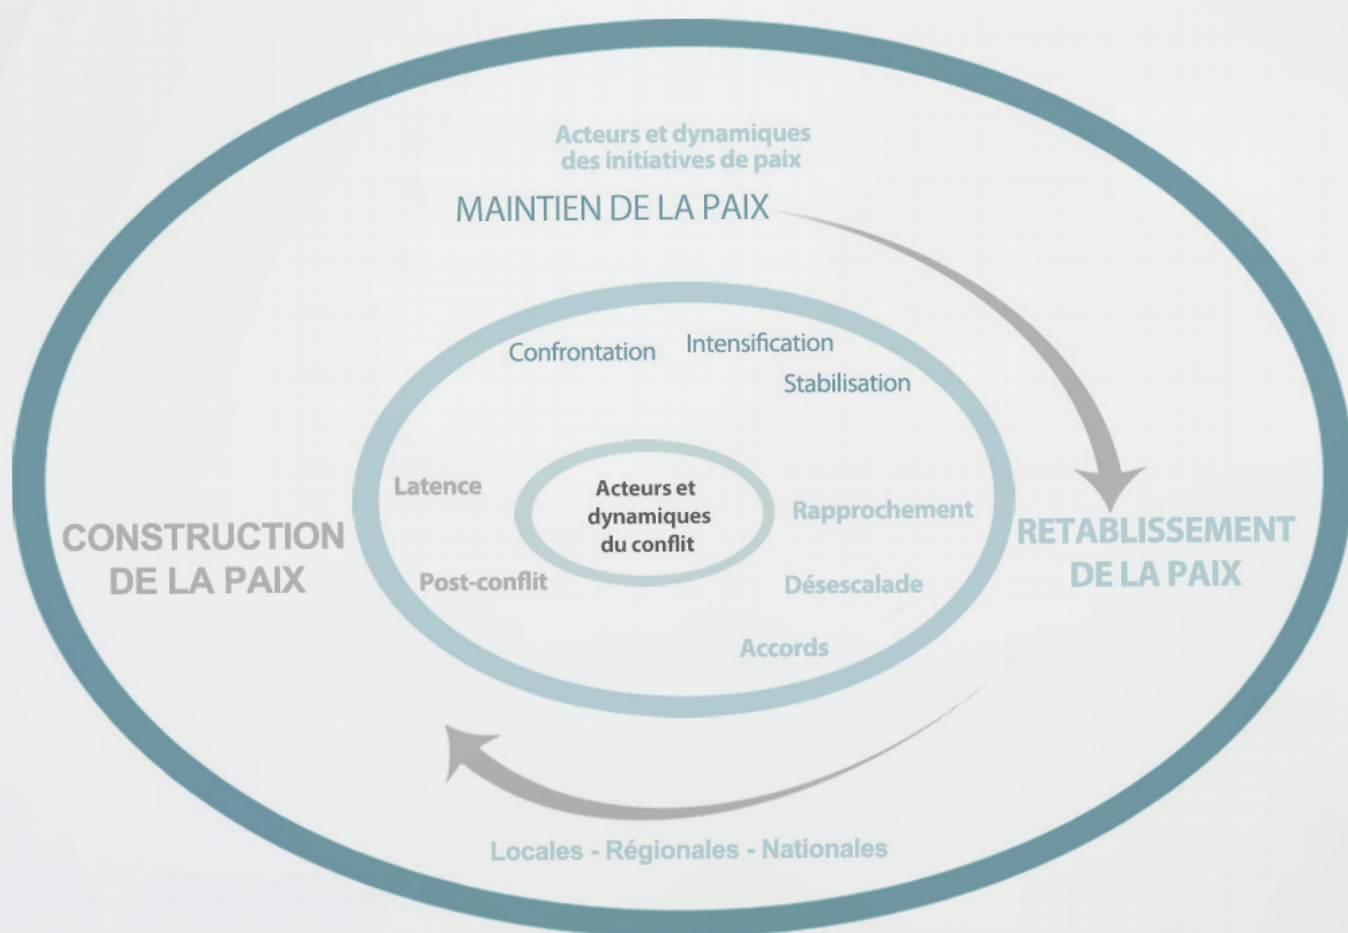 Acteurs et dynamiques
des initiatives de paix
MAINTIEN DE LA PAIX
Confrontation
Intensification
Stabilisation
Latence
Acteurs et
dynamiques
du conflit
Rapprochement
CONSTRUCTION
DE LA PAIX
RETABLISSEMENT
DE LA PAIX
Post-conflit
Désescalade
Accords
Locales - Régionales - Nationales